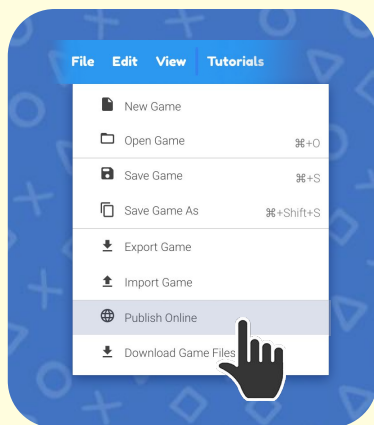 File Edit View Tutorials
New Game
Open Game ⌘+O
Save Game ⌘+S
Save Game As ⌘+Shift+S
Export Game
Import Game
Publish Online
Download Game Files